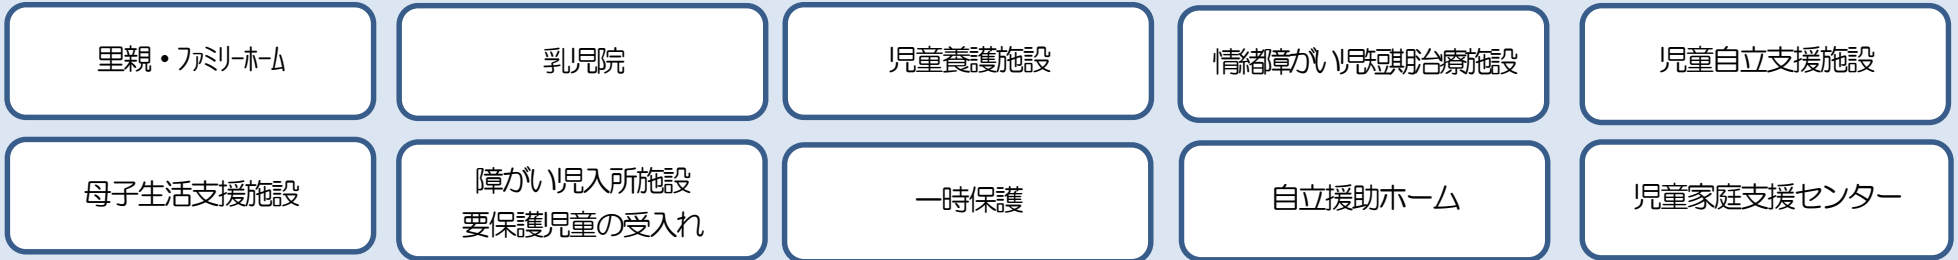 里親・ﾌｧﾐﾘｰﾎｰﾑ
乳児院
児童養護施設
情緒障がい児短期治療施設
児童自立支援施設
母子生活支援施設
障がい児入所施設
要保護児童の受入れ
一時保護
自立援助ホーム
児童家庭支援センター